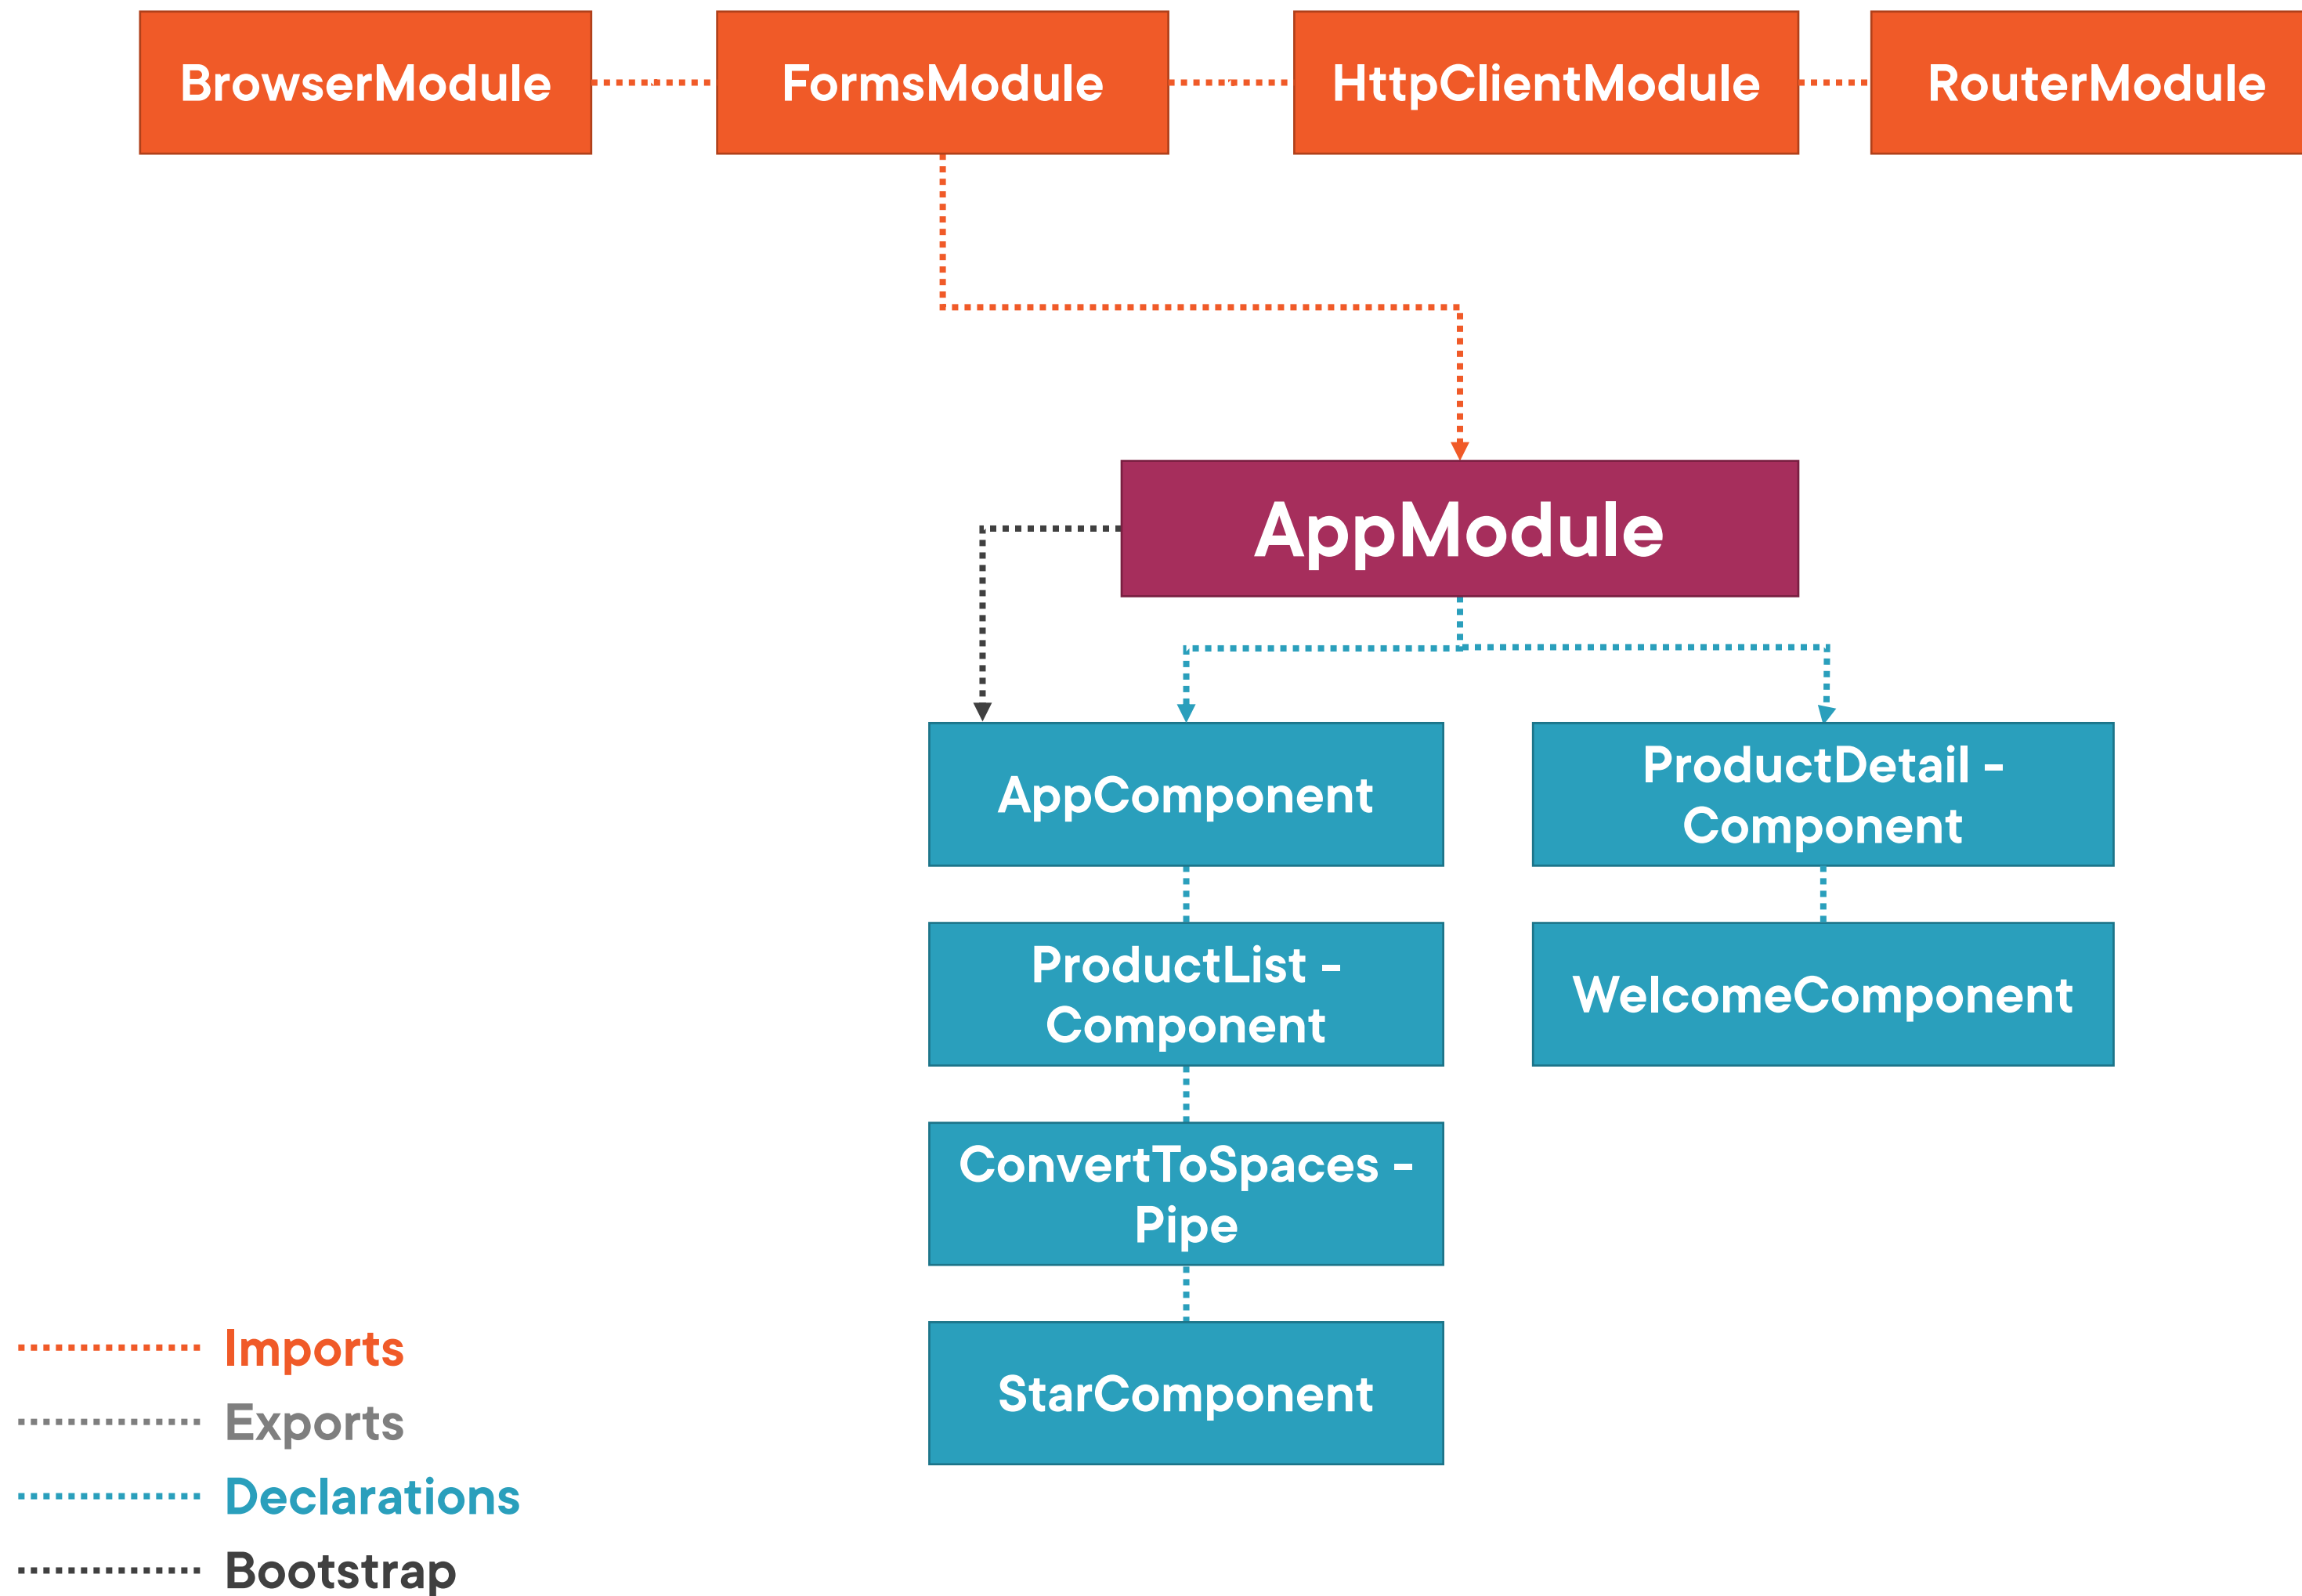 BrowserModule
FormsModule
HttpClientModule
RouterModule
AppModule
AppComponent
ProductDetail -
Component
ProductList -
Component
WelcomeComponent
ConvertToSpaces -
Pipe
StarComponent
Imports
Exports
Declarations
Bootstrap